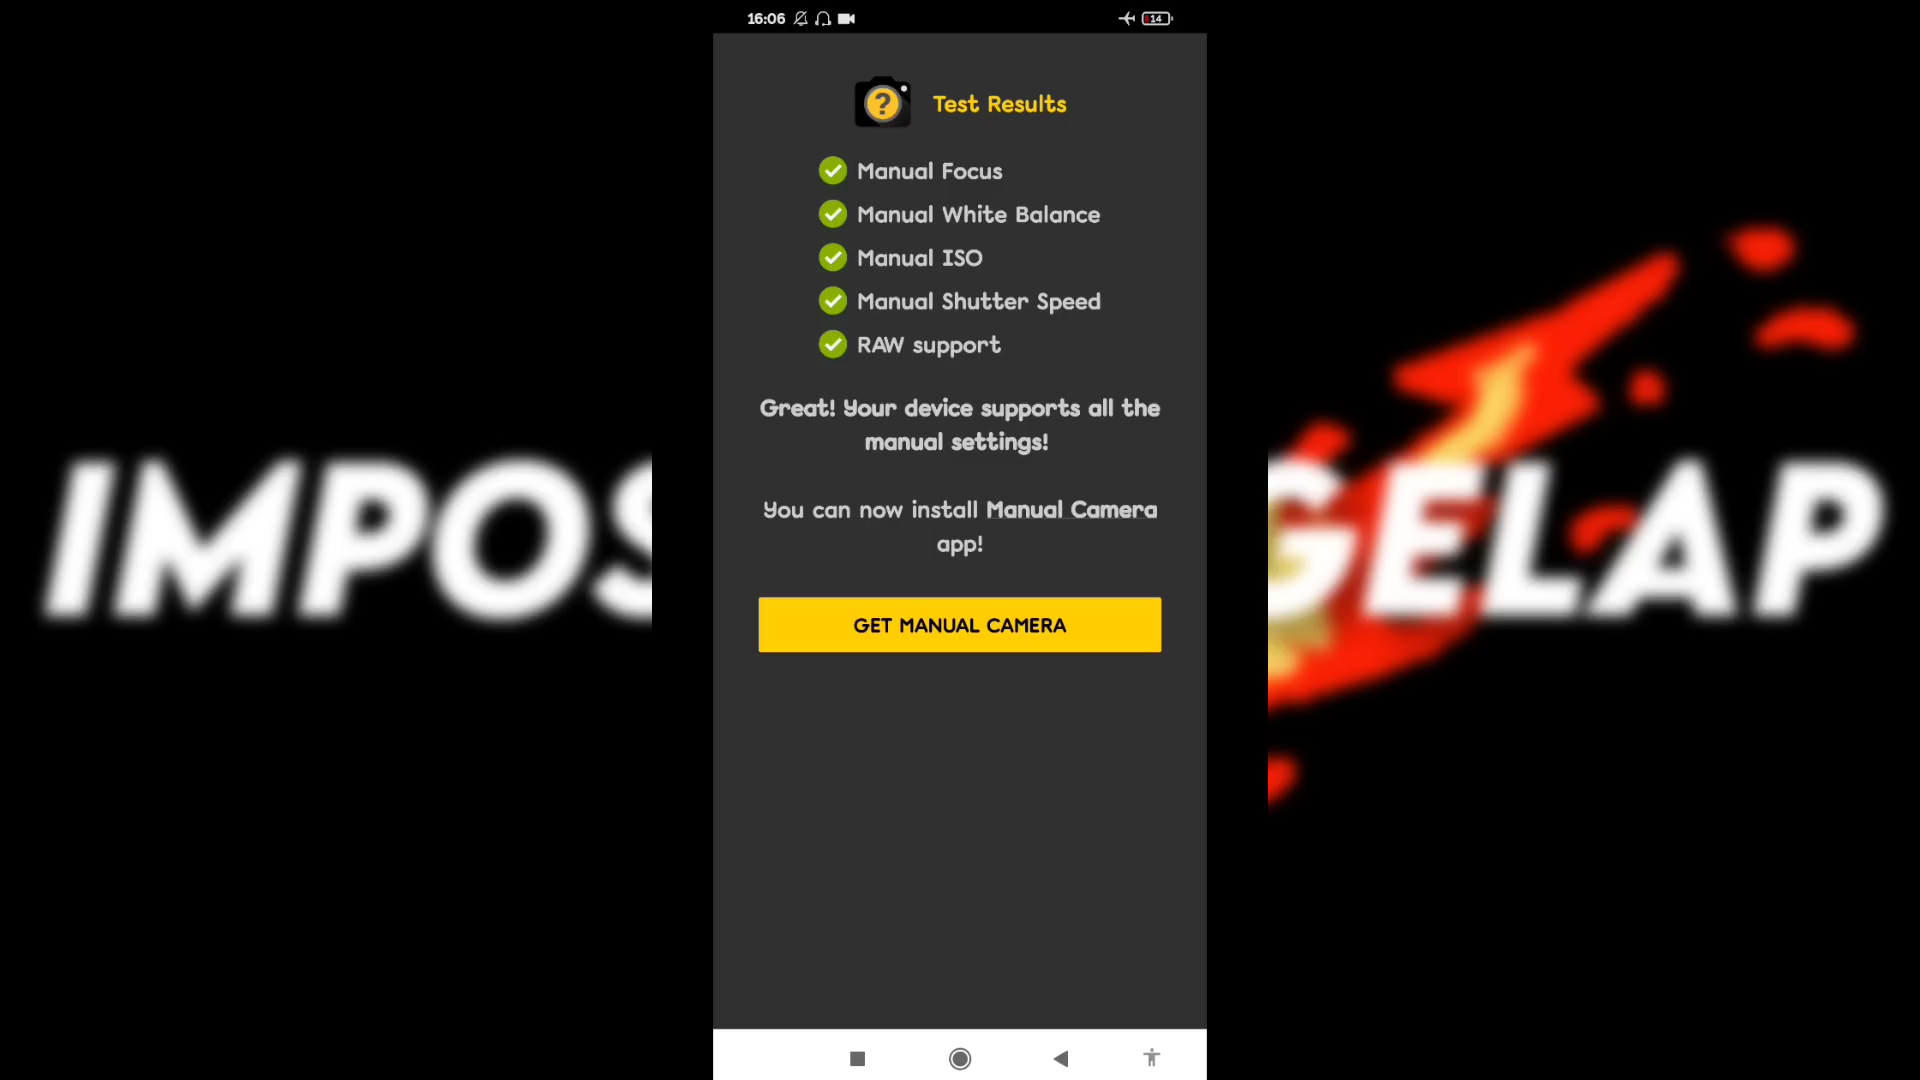 16:06
14
? Test Results
Manual Focus
Manual White Balance
Manual ISO
Manual Shutter Speed
RAW support
Great! Your device supports all the
manual settings!
You can now install Manual Camera
app!
GET MANUAL CAMERA
IMPOS
GELAP